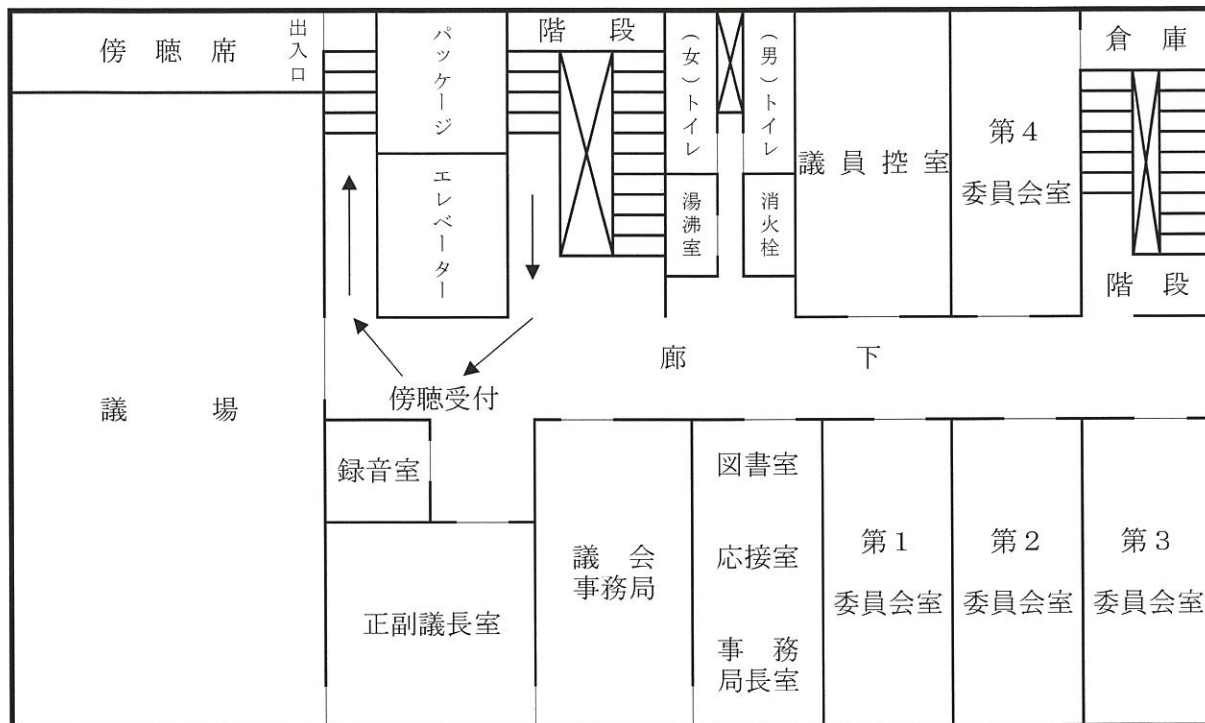 傍聴席
出入口
パッケージ
エレベーター
階段
(女)トイレ
湯沸室
(男)トイレ
消火栓
議員控室
第4
委員会室
倉庫
階段
廊下
傍聴受付
議場
録音室
正副議長室
議会
事務局
図書室
応接室
事務
局長室
第1
委員会室
第2
委員会室
第3
委員会室